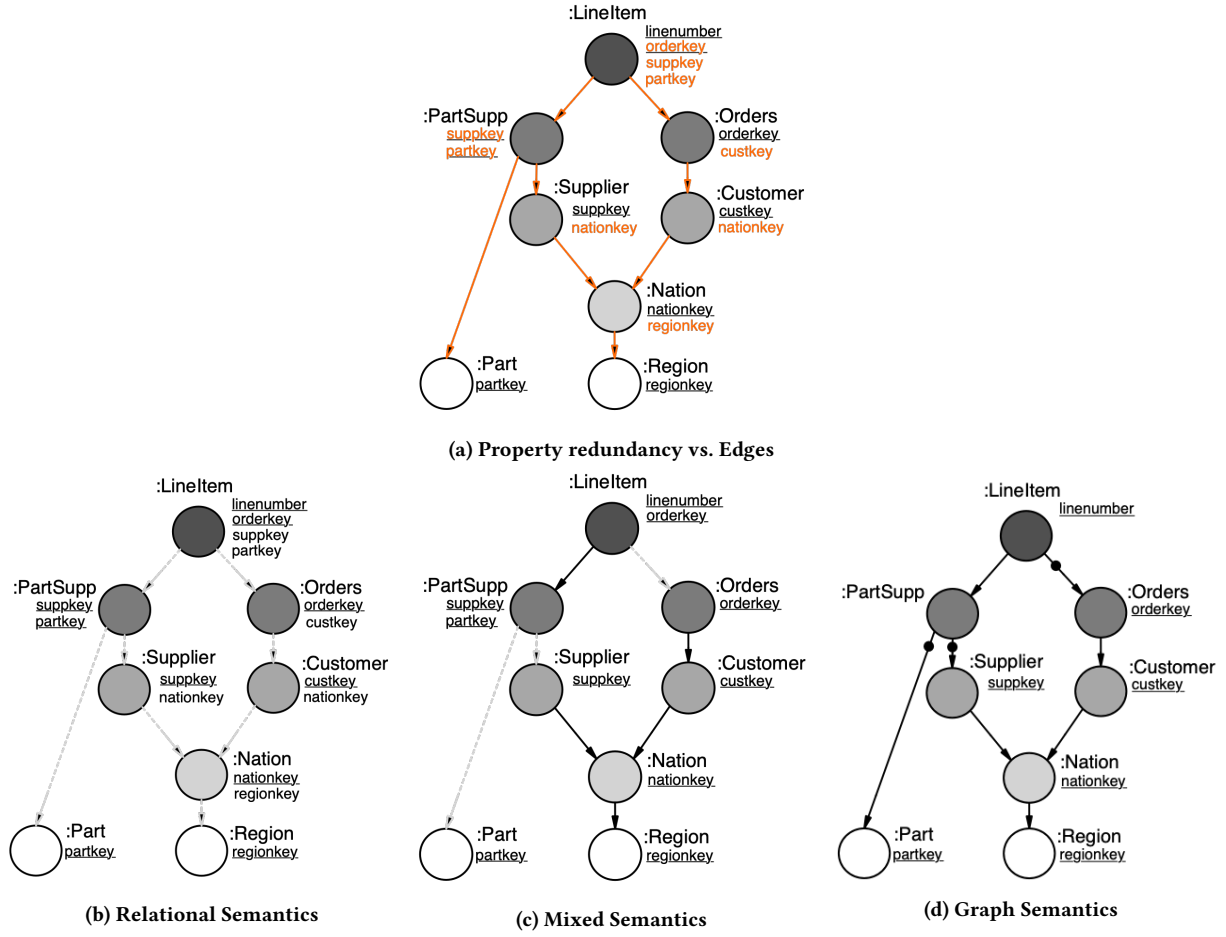 :LineItem
linenumber
orderkey
suppkey
partkey
:PartSupp
suppkey
partkey
:Orders
orderkey
custkey
:Supplier
suppkey
nationkey
:Customer
custkey
nationkey
:Nation
nationkey
regionkey
:Part
partkey
:Region
regionkey
(a) Property redundancy vs. Edges
:LineItem
linenumber
orderkey
suppkey
partkey
:PartSupp
suppkey
partkey
:Orders
orderkey
custkey
:Supplier
suppkey
nationkey
:Customer
custkey
nationkey
:Nation
nationkey
regionkey
:Part
partkey
:Region
regionkey
(b) Relational Semantics
:LineItem
linenumber
orderkey
:PartSupp
suppkey
partkey
:Orders
orderkey
:Supplier
suppkey
:Customer
custkey
:Nation
nationkey
:Part
partkey
:Region
regionkey
(c) Mixed Semantics
:LineItem
linenumber
:PartSupp
:Orders
orderkey
:Supplier
suppkey
:Customer
custkey
:Nation
nationkey
:Part
partkey
:Region
regionkey
(d) Graph Semantics